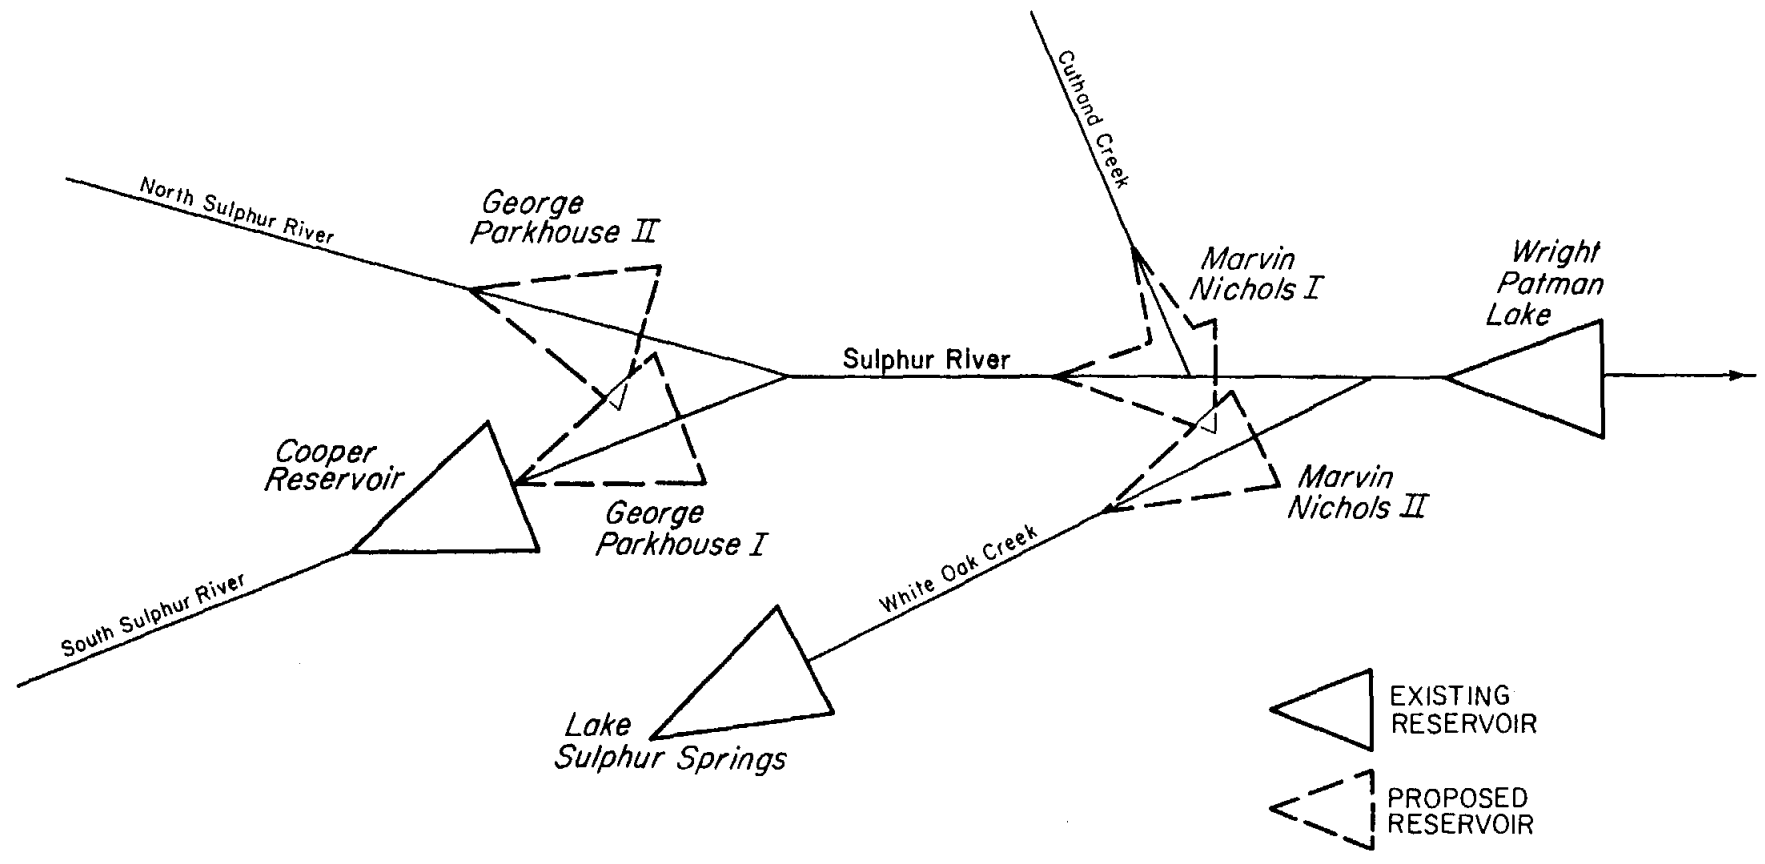 Cuthand Creek
North Sulphur River
George
Parkhouse II
Marvin
Nichols I
Wright
Patman
Lake
Sulphur River
Cooper
Reservoir
George
Parkhouse I
Marvin
Nichols II
White Oak Creek
South Sulphur River
Lake
Sulphur Springs
EXISTING
RESERVOIR
PROPOSED
RESERVOIR